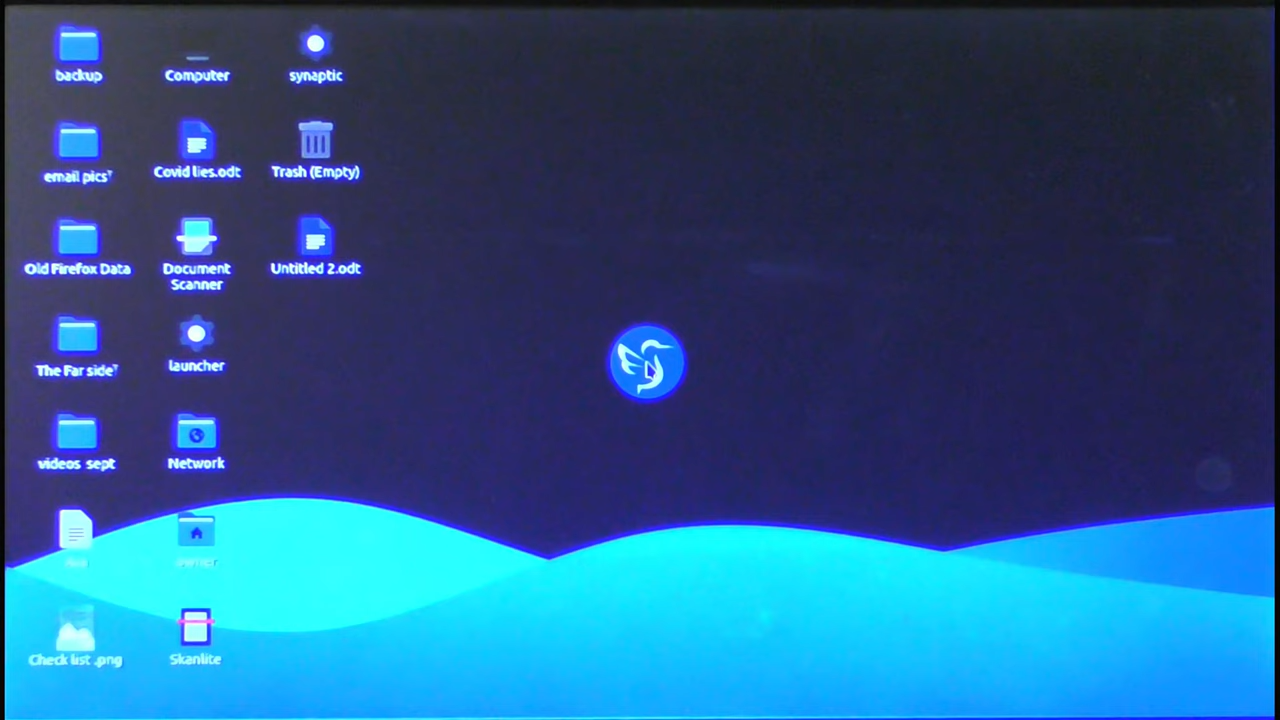 backup
Computer
synaptic
email pics
Covid lies.odt
Trash (Empty)
Old Firefox Data
Document
Scanner
Untitled 2.odt
The Far side
launcher
videos sept
Network
Check list .png
Skanlite